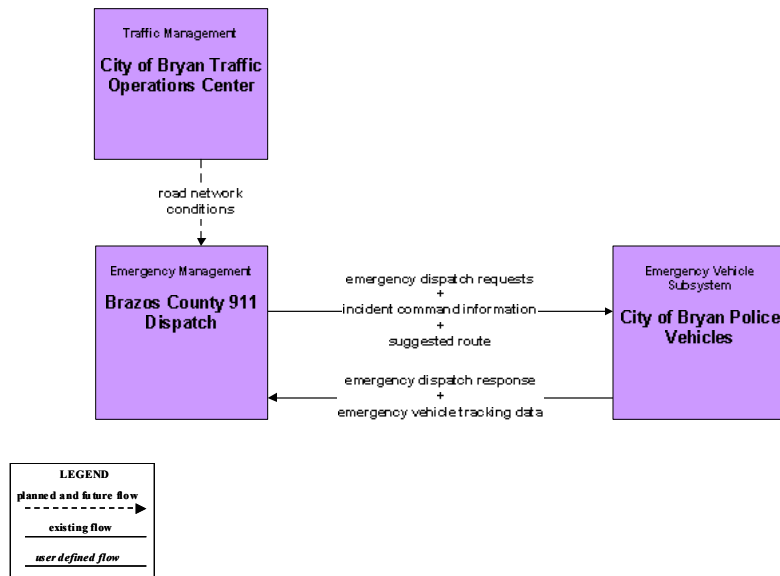 Traffic Management
City of Bryan Traffic
Operations Center
road network
conditions
Emergency Management
Brazos County 911
Dispatch
emergency dispatch requests
+
incident command information
+
suggested route
emergency dispatch response
+
emergency vehicle tracking data
Emergency Vehicle
Subsystem
City of Bryan Police
Vehicles
LEGEND
planned and future flow
existing flow
user defined flow